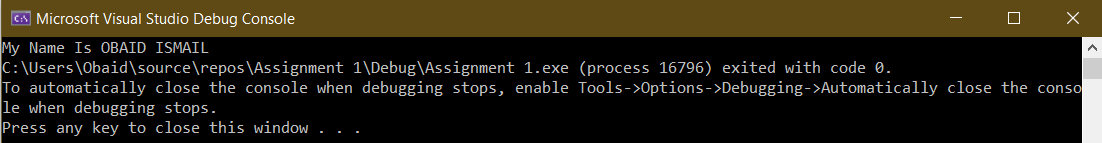 Microsoft Visual Studio Debug Console
My Name Is OBAID ISMAIL
C:\Users\Obaid\source\repos\Assignment 1\Debug\Assignment 1.exe (process 16796) exited with code 0.
To automatically close the console when debugging stops, enable Tools->Options->Debugging->Automatically close the conso
le when debugging stops.
Press any key to close this window . . .